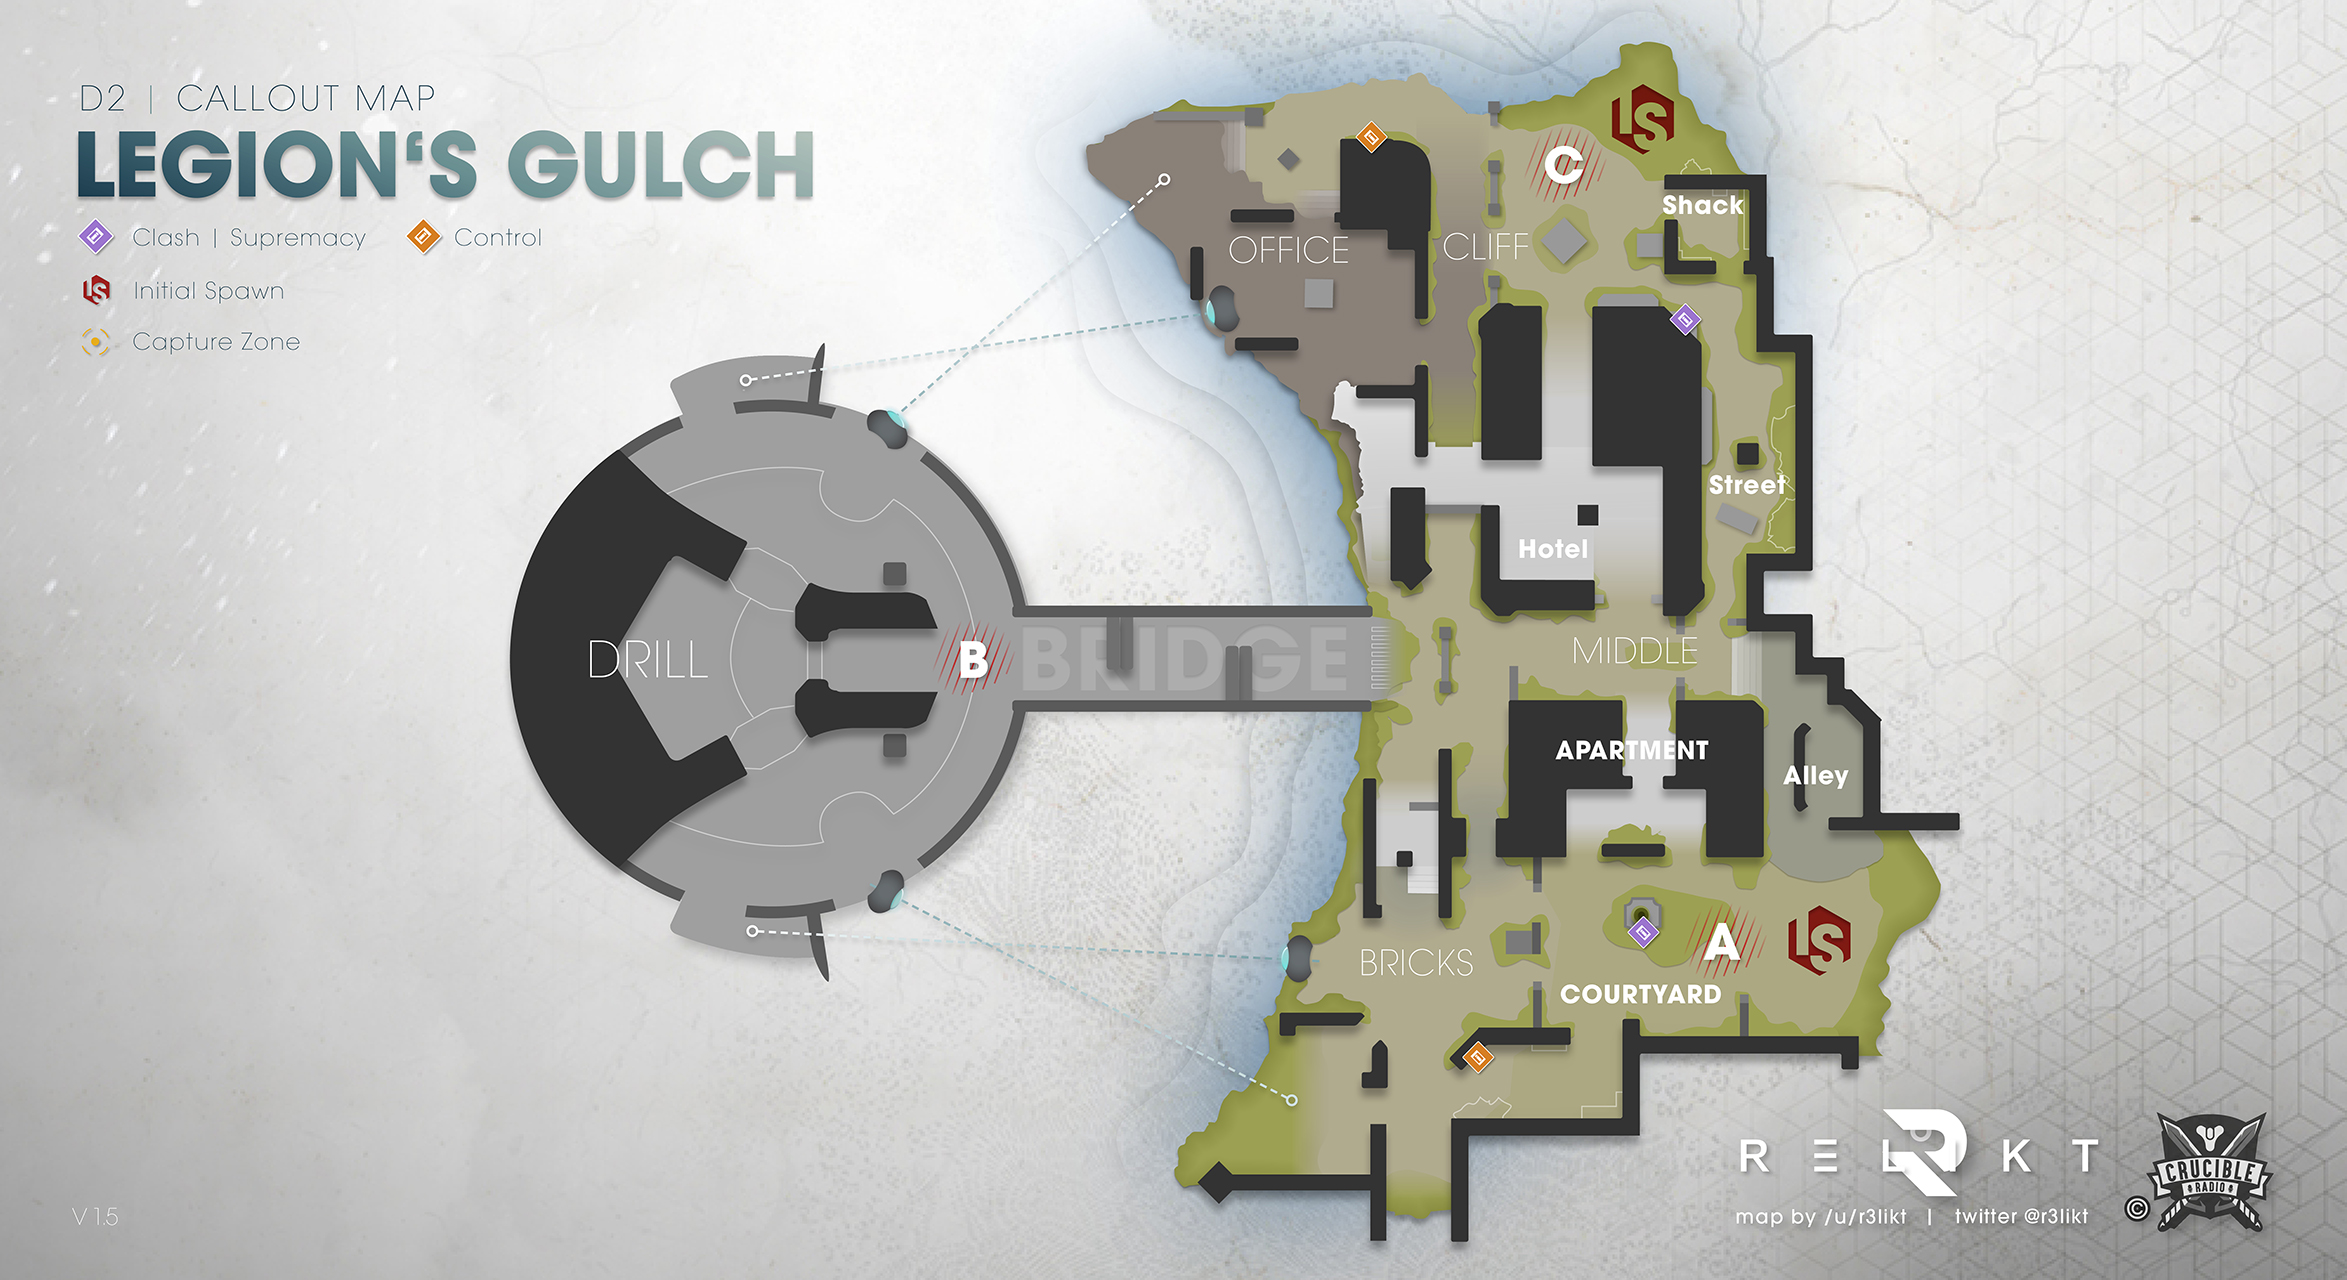 D2 | CALLOUT MAP
LEGION'S GULCH
Clash | Supremacy
Control
Initial Spawn
Capture Zone
C
Shack
OFFICE
CLIFF
Street
Hotel
DRILL
B
BRIDGE
MIDDLE
APARTMENT
Alley
A
BRICKS
COURTYARD
RELIKT
CRUCIBLE
RADIO
©
map by /u/r3likt | twitter @r3likt
V 1.5